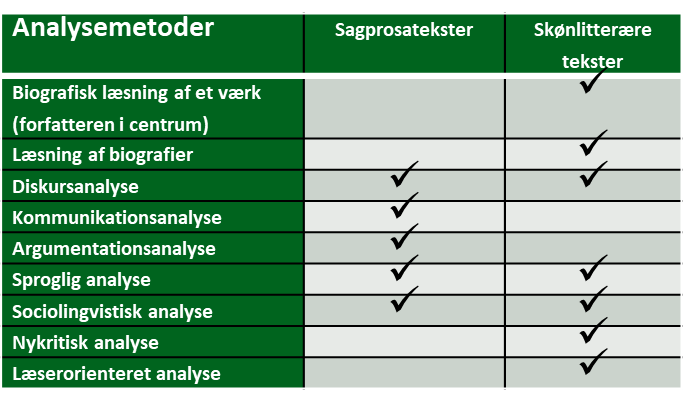 Analysemetoder
Sagprosatekster
Skønlitterære
tekster
Biografisk læsning af et værk
(forfatteren i centrum)
Læsning af biografier
Diskursanalyse
Kommunikationsanalyse
Argumentationsanalyse
Sproglig analyse
Sociolingvistisk analyse
Nykritisk analyse
Læserorienteret analyse